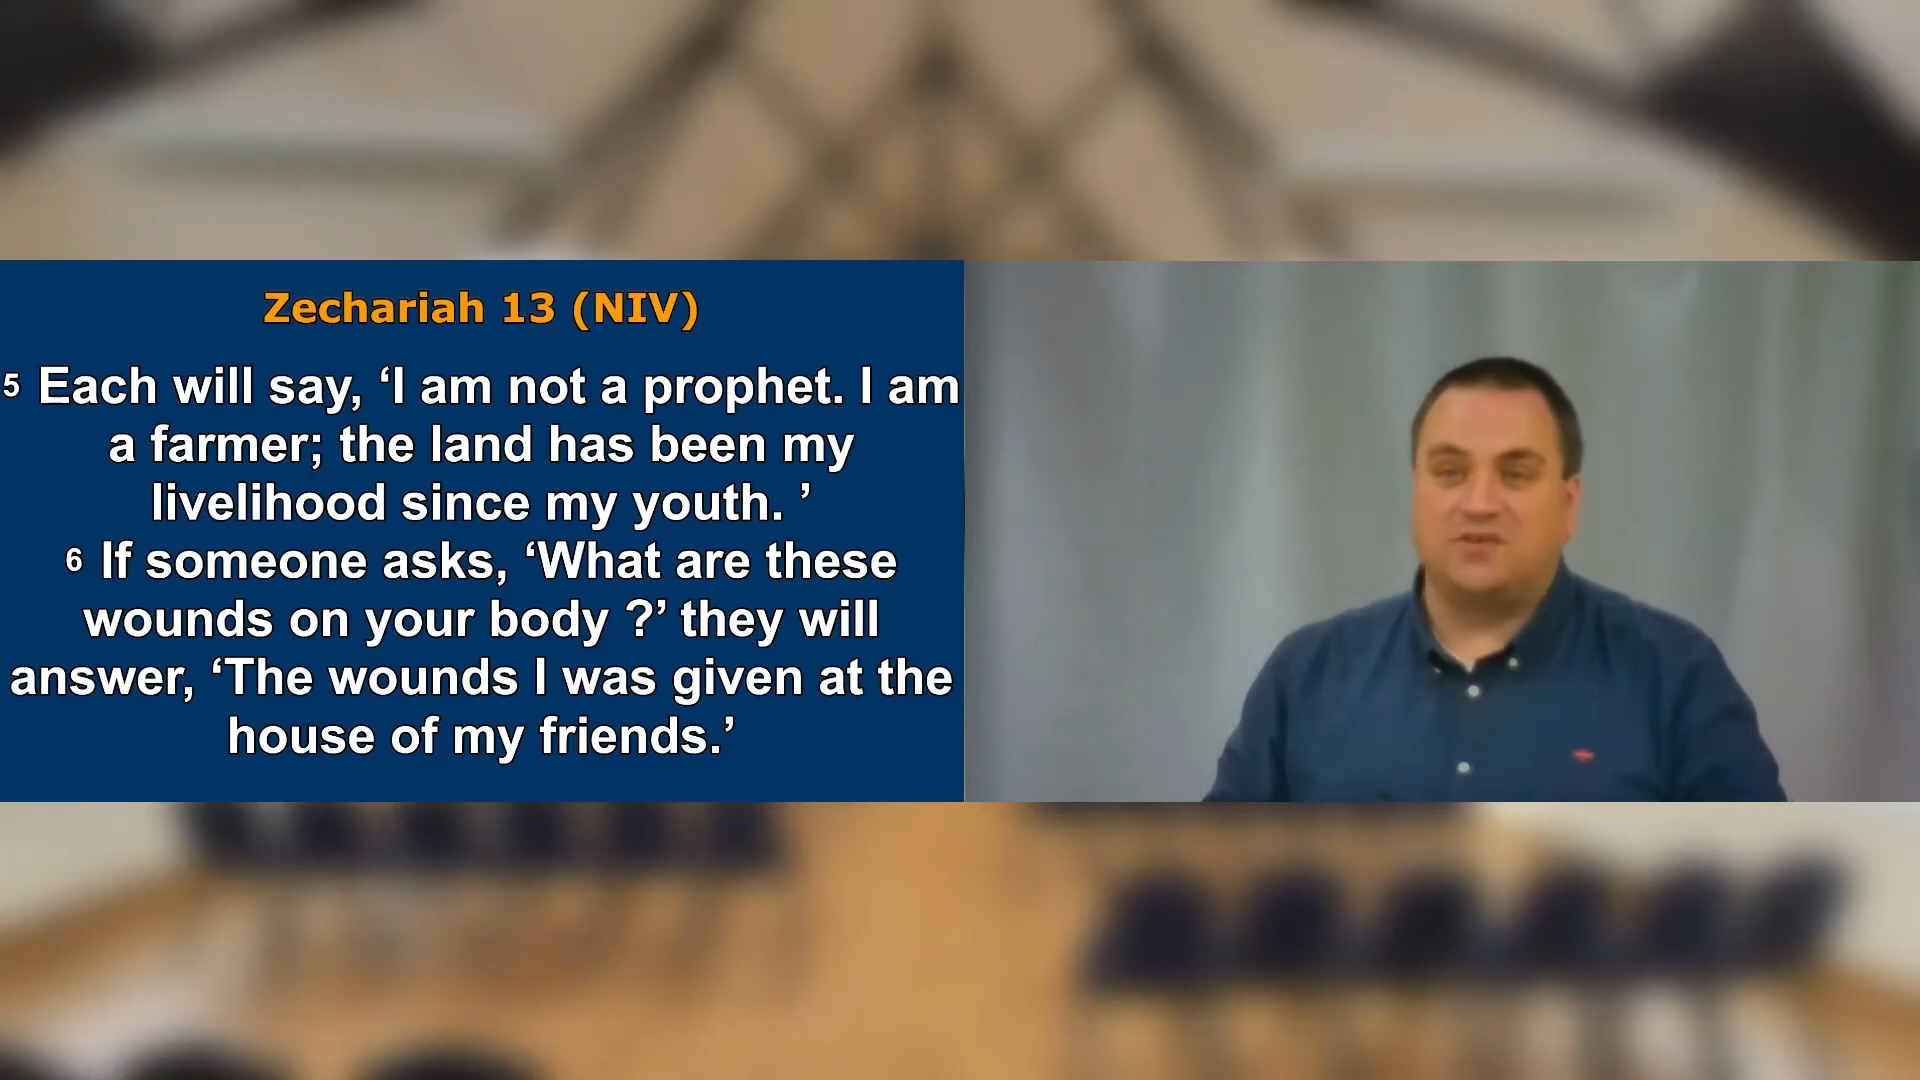 Zechariah 13 (NIV)
5 Each will say, ‘I am not a prophet. I am
a farmer; the land has been my
livelihood since my youth. ’
6 If someone asks, ‘What are these
wounds on your body ?’ they will
answer, ‘The wounds I was given at the
house of my friends.’